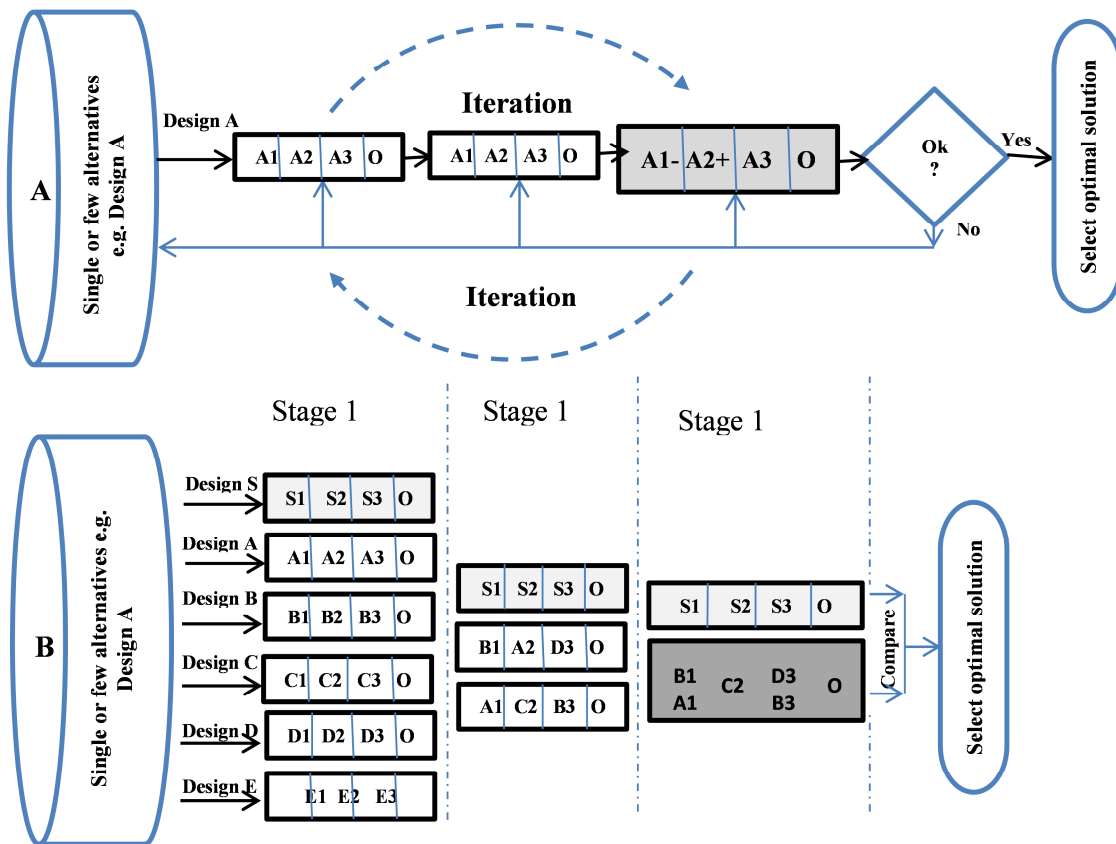 A
Single or few alternatives
e.g. Design A
Design A
Iteration
A1 A2 A3 O
A1 A2 A3 O
A1- A2+ A3 O
Ok
?
Yes
No
Select optimal solution
Iteration
B
Single or few alternatives e.g.
Design A
Stage 1
Stage 1
Stage 1
Design S
S1 S2 S3 O
Design A
A1 A2 A3 O
Design B
B1 B2 B3 O
Design C
C1 C2 C3 O
Design D
D1 D2 D3 O
Design E
E1 E2 E3
S1 S2 S3 O
B1 A2 D3 O
A1 C2 B3 O
S1 S2 S3 O
B1 C2 D3 O
A1 B3
Compare
Select optimal solution